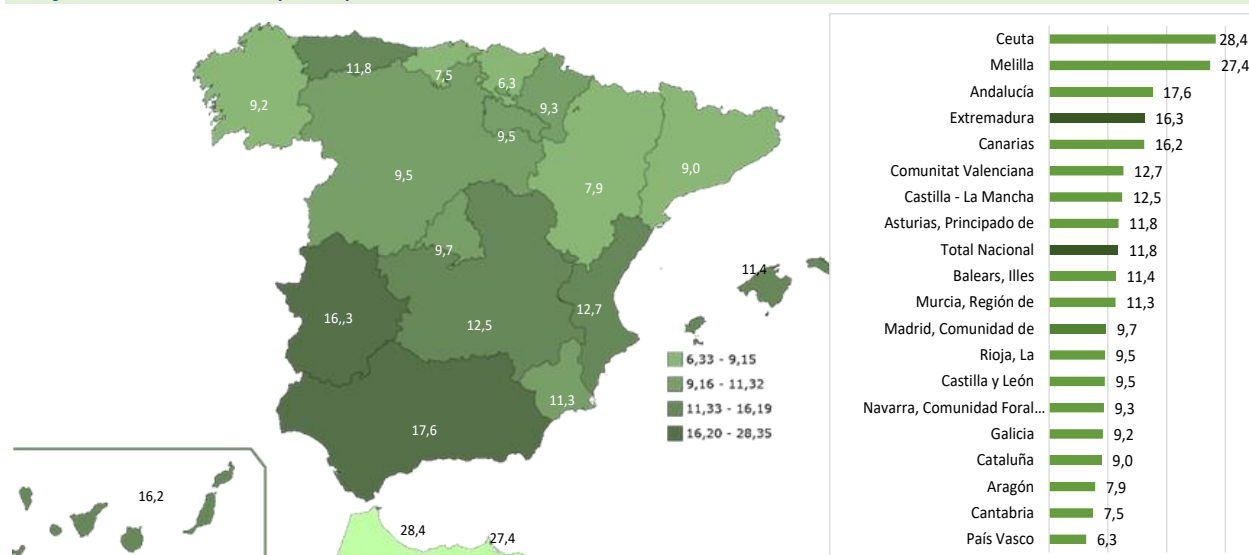 11,8
7,5
6,3
9,2
9,3
9,5
9,5
7,9
9,0
9,7
11,4
16,,3
12,5
12,7
11,3
17,6
16,2
28,4
27,4
6,33 - 9,15
9,16 - 11,32
11,33 - 16,19
16,20 - 28,35
Ceuta 28,4
Melilla 27,4
Andalucía 17,6
Extremadura 16,3
Canarias 16,2
Comunitat Valenciana 12,7
Castilla - La Mancha 12,5
Asturias, Principado de 11,8
Total Nacional 11,8
Balears, Illes 11,4
Murcia, Región de 11,3
Madrid, Comunidad de 9,7
Rioja, La 9,5
Castilla y León 9,5
Navarra, Comunidad Foral... 9,3
Galicia 9,2
Cataluña 9,0
Aragón 7,9
Cantabria 7,5
País Vasco 6,3